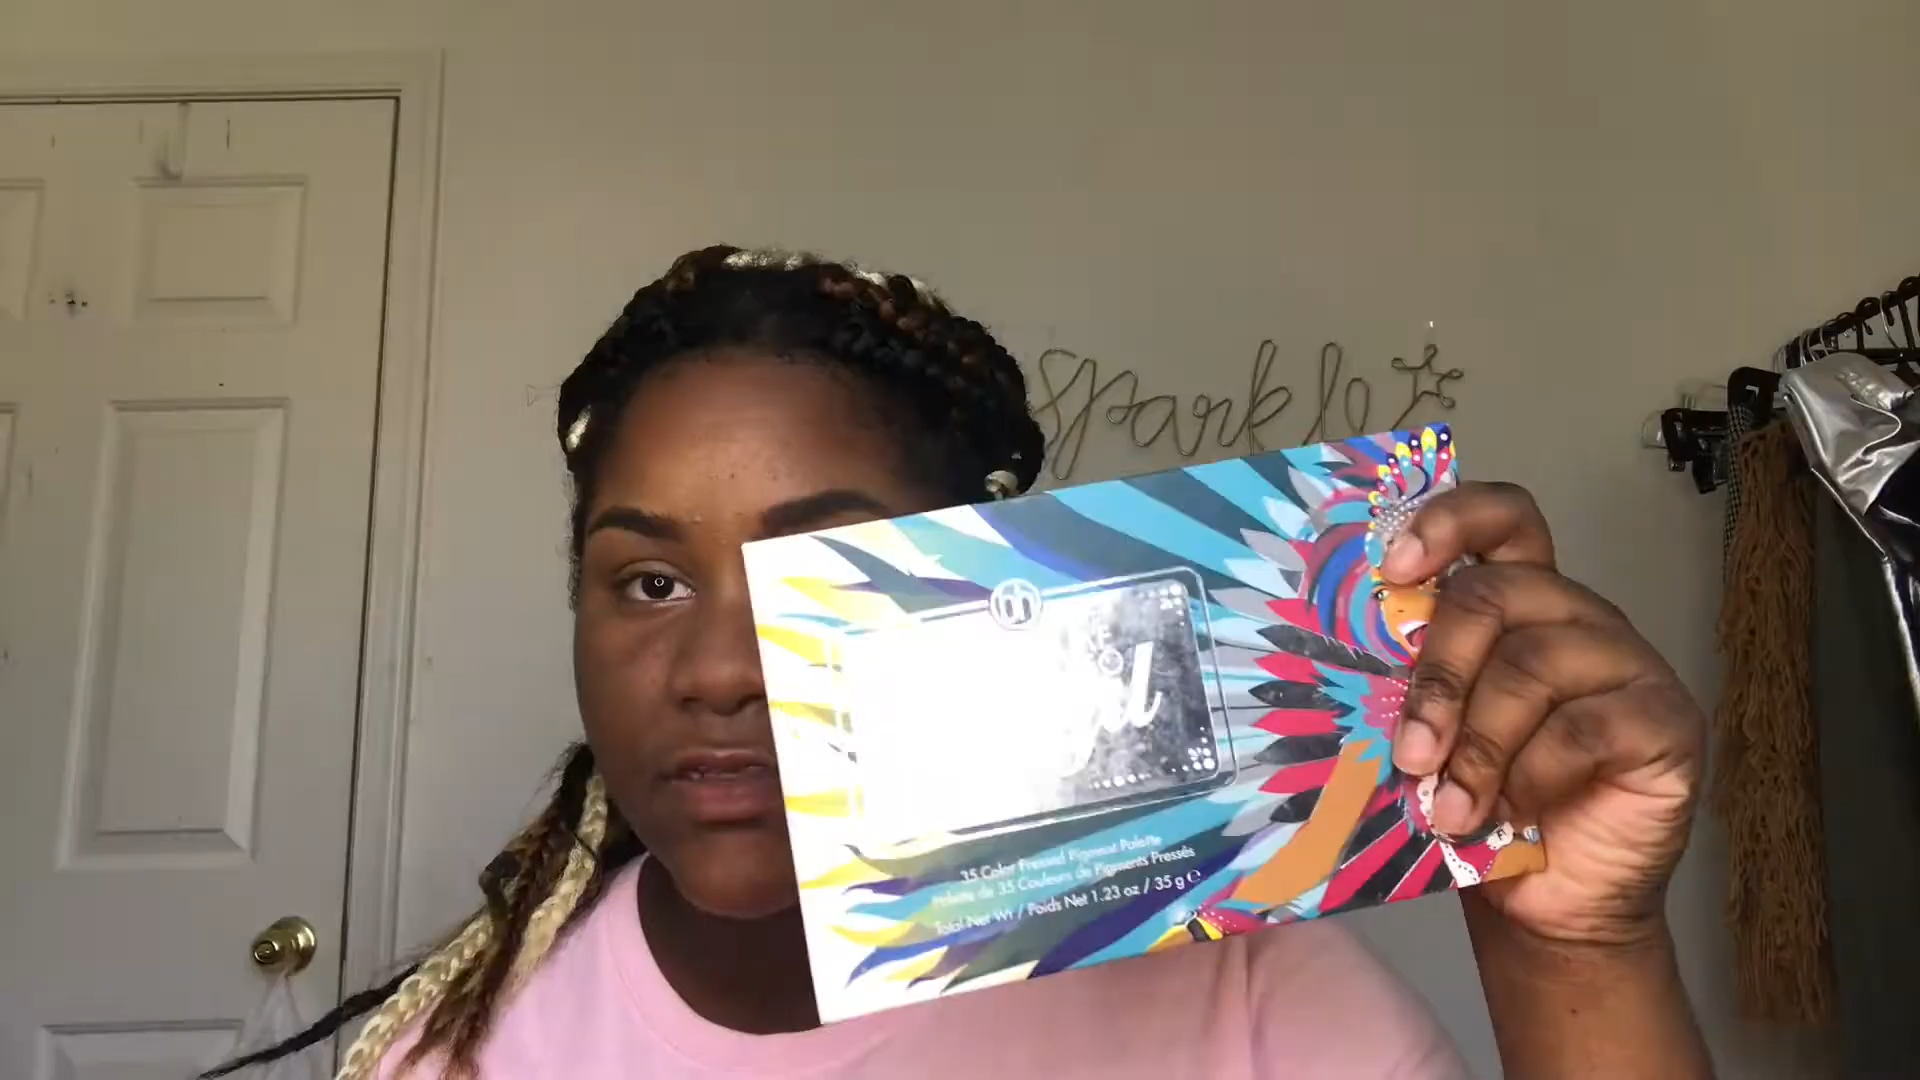 sparkle
bh
35 Color Pressed Pigment Palette
Palette de 35 Couleurs de Pigments Pressés
Total Net Wt / Poids Net 1.23 oz / 35 g ℮